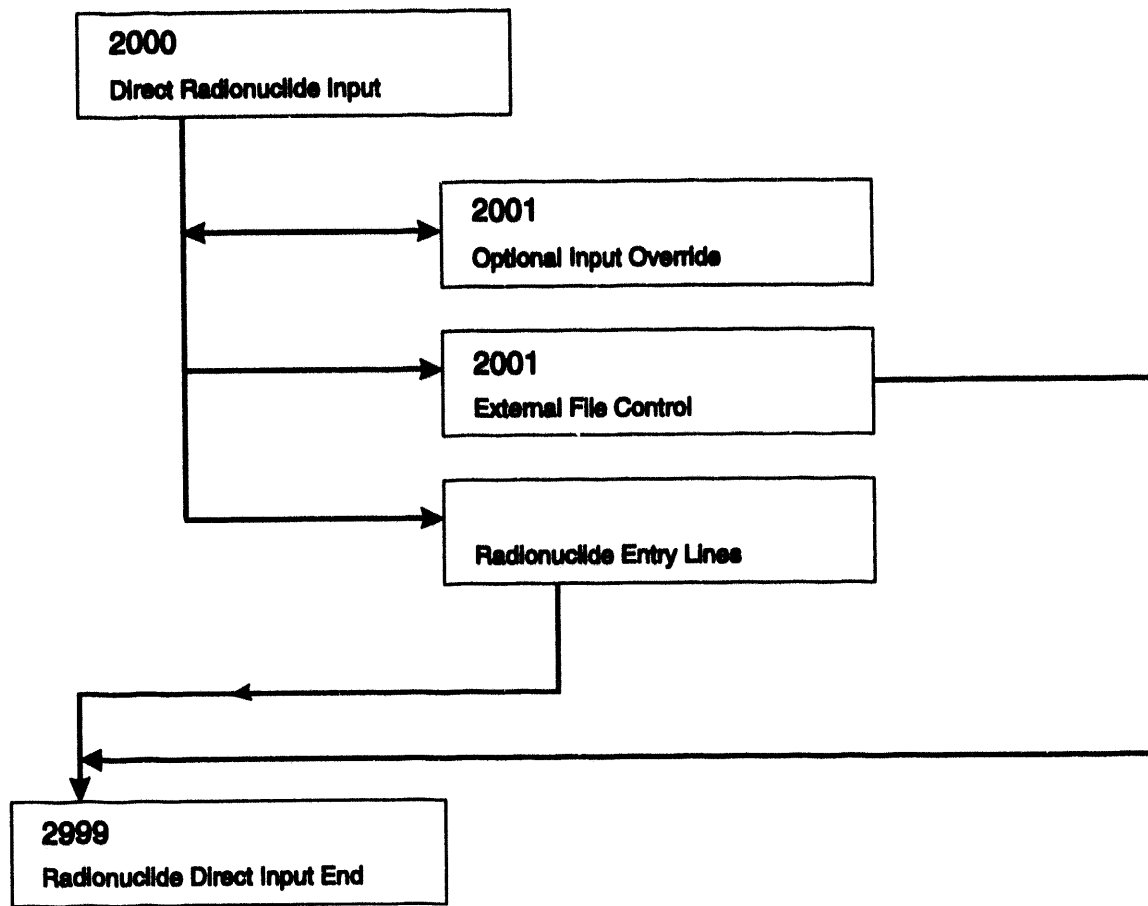 2000
Direct Radionuclide Input
2001
Optional Input Override
2001
External File Control
Radionuclide Entry Lines
2999
Radionuclide Direct Input End